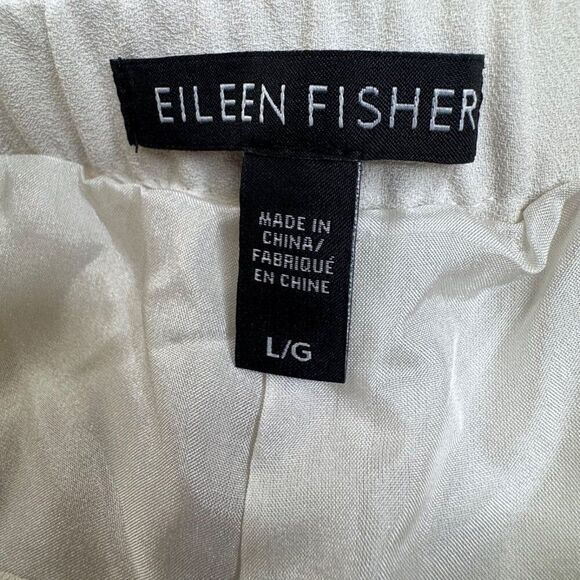 EILEEN FISHER
MADE IN
CHINA/
FABRIQUÉ
EN CHINE
L/G